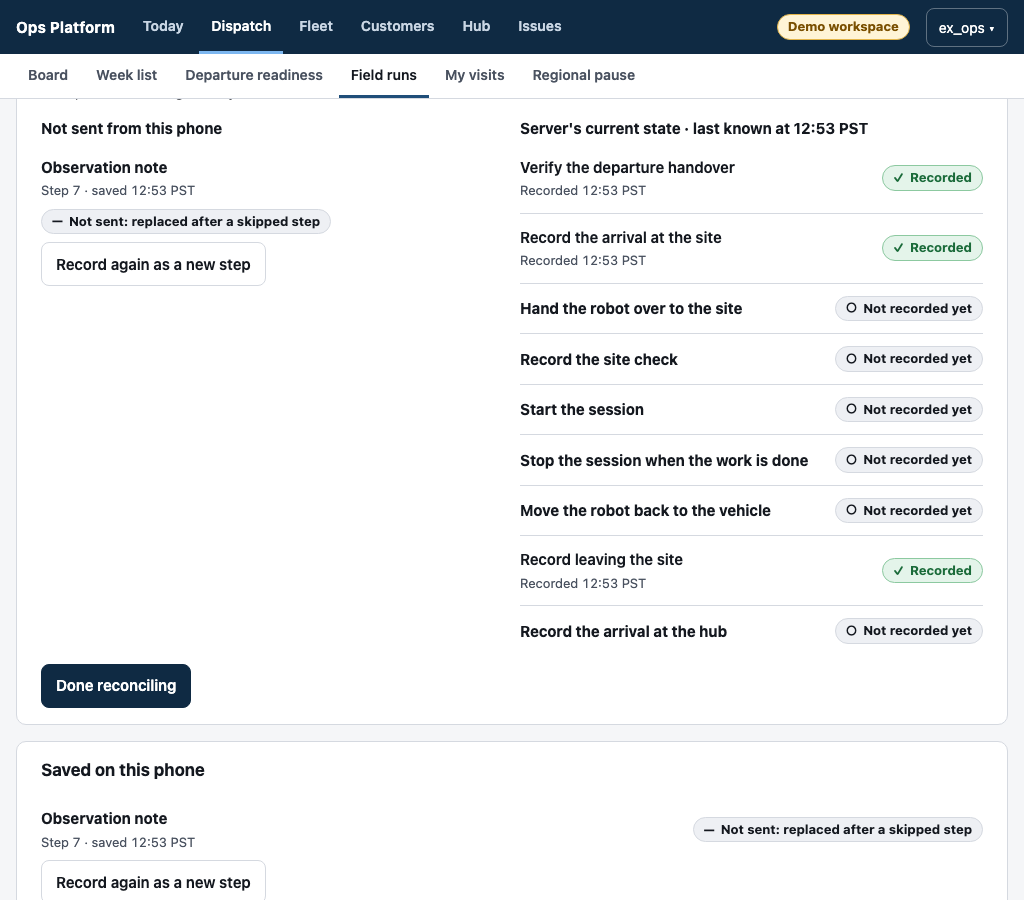 Ops Platform
Today
Dispatch
Fleet
Customers
Hub
Issues
Demo workspace
ex_ops ▾
Board
Week list
Departure readiness
Field runs
My visits
Regional pause
Not sent from this phone
Observation note
Step 7 · saved 12:53 PST
— Not sent: replaced after a skipped step
Record again as a new step
Server's current state · last known at 12:53 PST
Verify the departure handover
Recorded 12:53 PST
✓ Recorded
Record the arrival at the site
Recorded 12:53 PST
✓ Recorded
Hand the robot over to the site
Not recorded yet
Record the site check
Not recorded yet
Start the session
Not recorded yet
Stop the session when the work is done
Not recorded yet
Move the robot back to the vehicle
Not recorded yet
Record leaving the site
Recorded 12:53 PST
✓ Recorded
Record the arrival at the hub
Not recorded yet
Done reconciling
Saved on this phone
Observation note
Step 7 · saved 12:53 PST
— Not sent: replaced after a skipped step
Record again as a new step